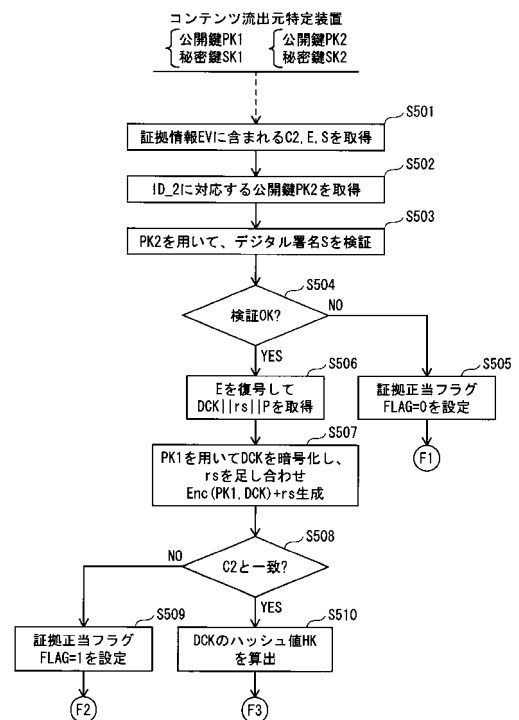 コンテンツ流出元特定装置
公開鍵PK1
秘密鍵SK1
公開鍵PK2
秘密鍵SK2
S501
証拠情報EVに含まれるC2,E,Sを取得
S502
ID_2に対応する公開鍵PK2を取得
S503
PK2を用いて、デジタル署名Sを検証
S504
検証OK?
NO
YES
S506
Eを復号して
DCK||rs||Pを取得
S505
証拠正当フラグ
FLAG=0を設定
F1
S507
PK1を用いてDCKを暗号化し、
rsを足し合わせ
Enc(PK1,DCK)+rs生成
S508
C2と一致?
NO
YES
S509
証拠正当フラグ
FLAG=1を設定
S510
DCKのハッシュ値HK
を算出
F2
F3